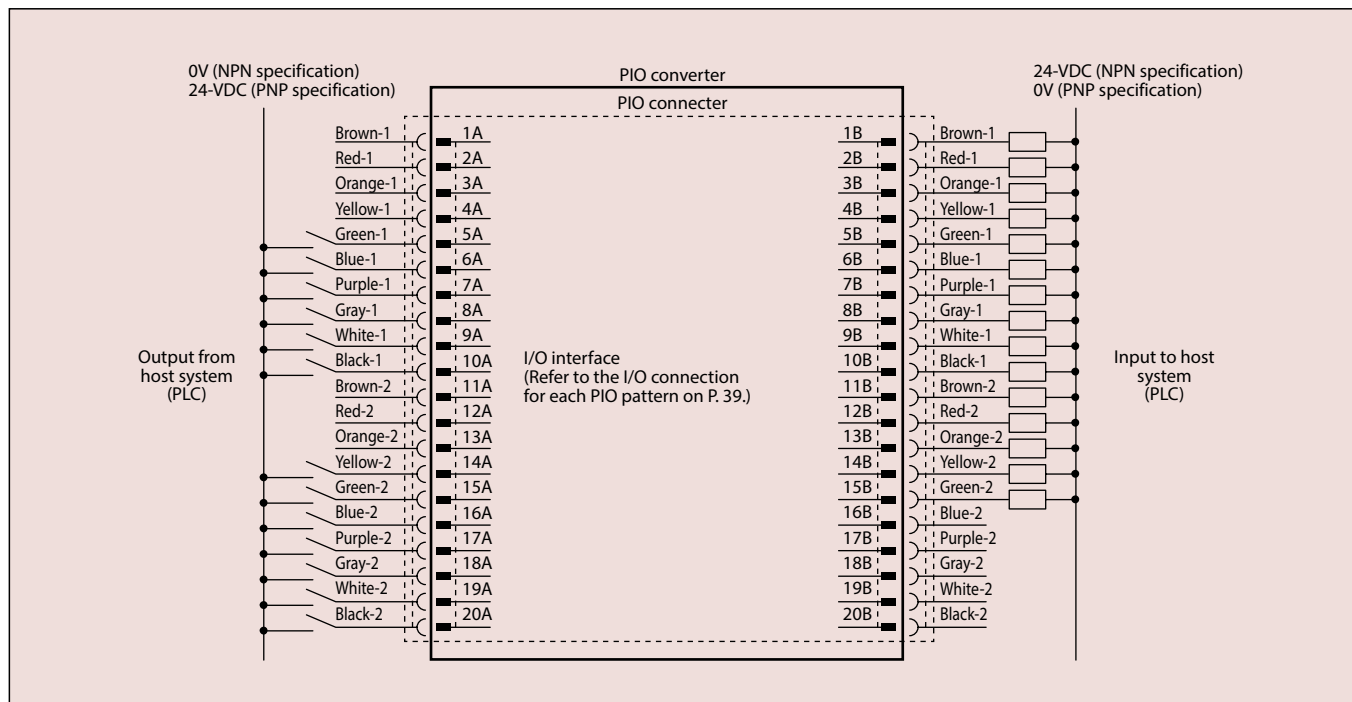 0V (NPN specification)
24-VDC (PNP specification)
PIO converter
PIO connecter
24-VDC (NPN specification)
0V (PNP specification)
Brown-1 1A 1B Brown-1
Red-1 2A 2B Red-1
Orange-1 3A 3B Orange-1
Yellow-1 4A 4B Yellow-1
Green-1 5A 5B Green-1
Blue-1 6A 6B Blue-1
Purple-1 7A 7B Purple-1
Gray-1 8A 8B Gray-1
White-1 9A 9B White-1
Black-1 10A 10B Black-1
Brown-2 11A 11B Brown-2
Red-2 12A 12B Red-2
Orange-2 13A 13B Orange-2
Yellow-2 14A 14B Yellow-2
Green-2 15A 15B Green-2
Blue-2 16A 16B Blue-2
Purple-2 17A 17B Purple-2
Gray-2 18A 18B Gray-2
White-2 19A 19B White-2
Black-2 20A 20B Black-2
Output from
host system
(PLC)
I/O interface
(Refer to the I/O connection
for each PIO pattern on P. 39.)
Input to host
system
(PLC)